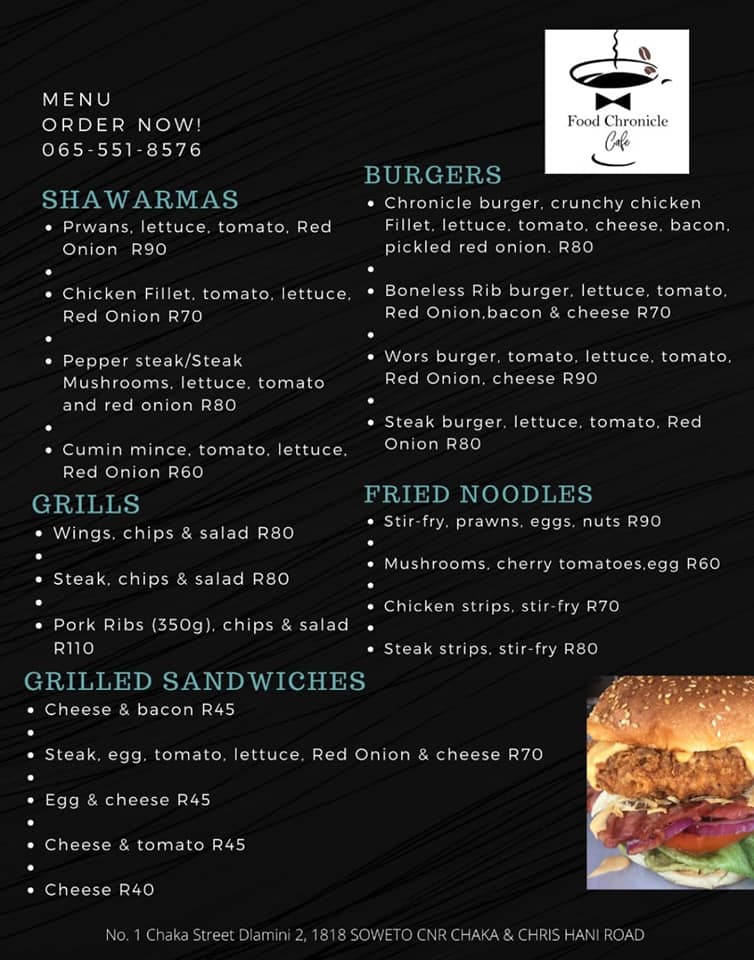 MENU
ORDER NOW!
065-551-8576
Food Chronicle
Cafe
SHAWARMAS
• Prwans, lettuce, tomato, Red
Onion R90
•
• Chicken Fillet, tomato, lettuce,
Red Onion R70
•
• Pepper steak/Steak
Mushrooms, lettuce, tomato
and red onion R80
•
• Cumin mince, tomato, lettuce,
Red Onion R60
GRILLS
• Wings, chips & salad R80
•
• Steak, chips & salad R80
•
• Pork Ribs (350g), chips & salad
R110
BURGERS
• Chronicle burger, crunchy chicken
Fillet, lettuce, tomato, cheese, bacon,
pickled red onion. R80
•
• Boneless Rib burger, lettuce, tomato,
Red Onion,bacon & cheese R70
•
• Wors burger, tomato, lettuce, tomato,
Red Onion, cheese R90
•
• Steak burger, lettuce, tomato, Red
Onion R80
FRIED NOODLES
• Stir-fry, prawns, eggs, nuts R90
•
• Mushrooms, cherry tomatoes,egg R60
•
• Chicken strips, stir-fry R70
•
• Steak strips, stir-fry R80
GRILLED SANDWICHES
• Cheese & bacon R45
•
• Steak, egg, tomato, lettuce, Red Onion & cheese R70
•
• Egg & cheese R45
•
• Cheese & tomato R45
•
• Cheese R40
No. 1 Chaka Street Dlamini 2, 1818 SOWETO CNR CHAKA & CHRIS HANI ROAD